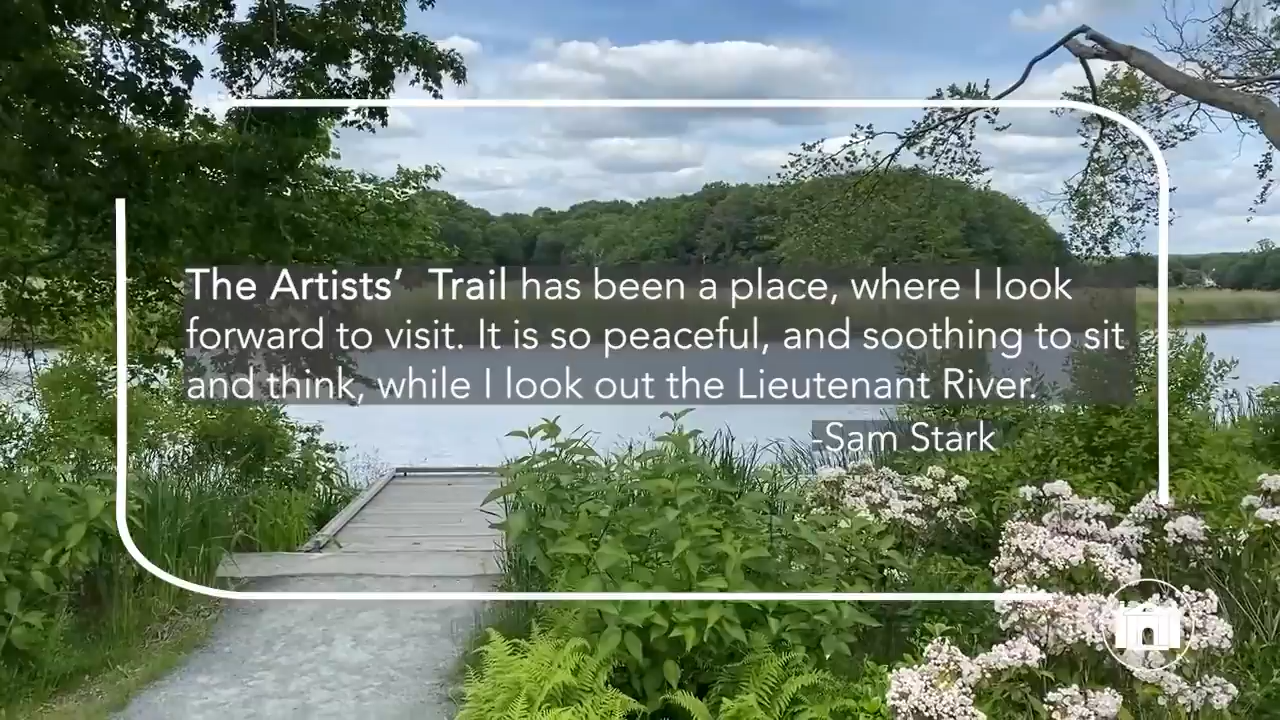 The Artists’ Trail has been a place, where I look
forward to visit. It is so peaceful, and soothing to sit
and think, while I look out the Lieutenant River.
-Sam Stark